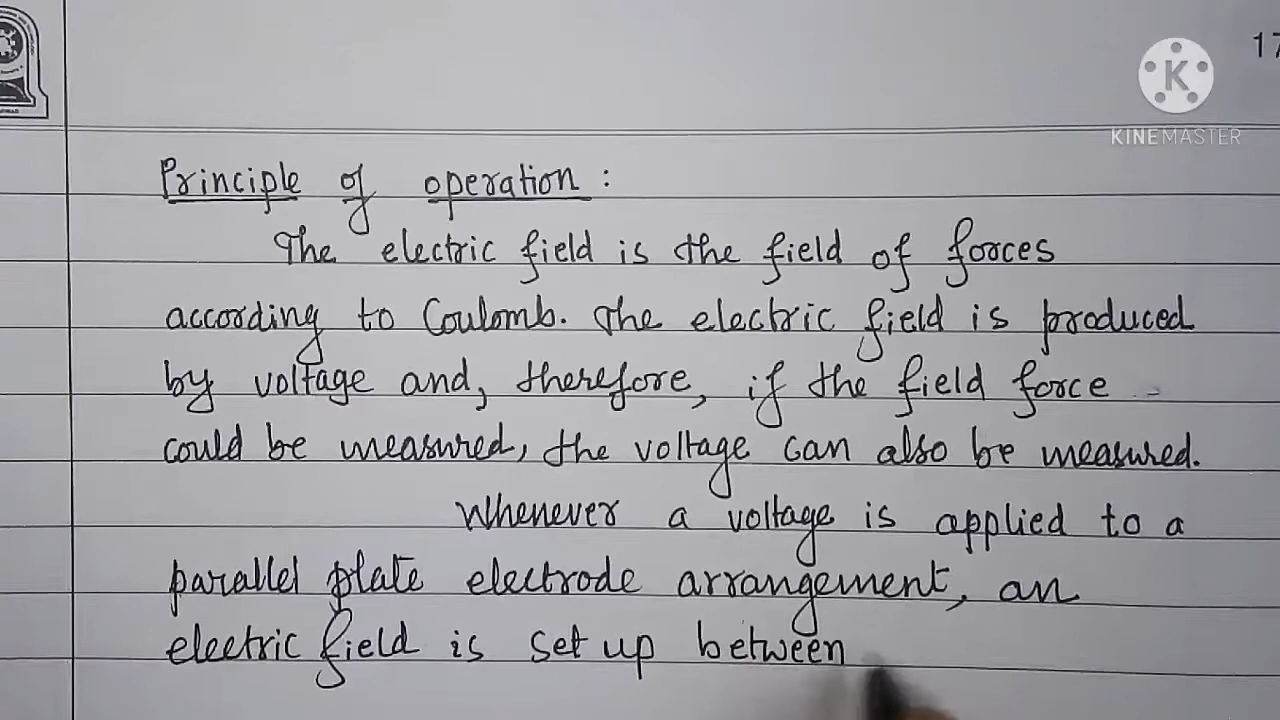 17
KINEMASTER
Principle of operation :
The electric field is the field of forces
according to Coulomb. The electric field is produced
by voltage and, therefore, if the field force
could be measured, the voltage can also be measured.
Whenever a voltage is applied to a
parallel plate electrode arrangement, an
electric field is set up between